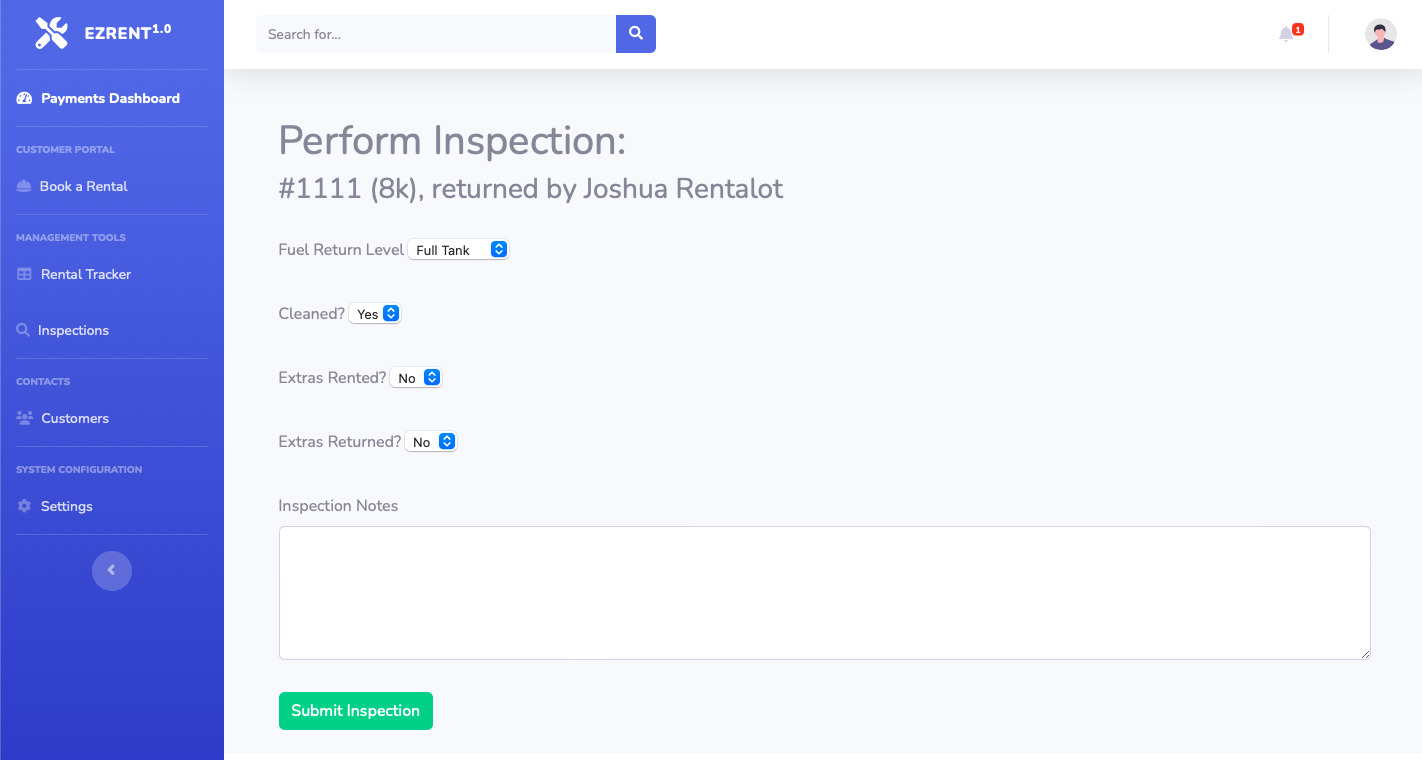 EZRENT1.0
Search for...
1
Payments Dashboard
CUSTOMER PORTAL
Book a Rental
MANAGEMENT TOOLS
Rental Tracker
Inspections
CONTACTS
Customers
SYSTEM CONFIGURATION
Settings
Perform Inspection:
#1111 (8k), returned by Joshua Rentalot
Fuel Return Level Full Tank
Cleaned? Yes
Extras Rented? No
Extras Returned? No
Inspection Notes
Submit Inspection